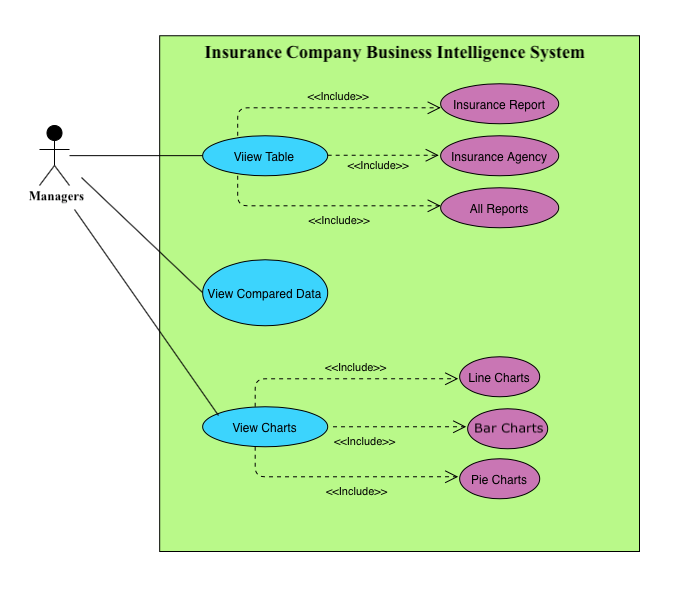 Insurance Company Business Intelligence System
<<Include>>
Insurance Report
Viiew Table
<<Include>>
Insurance Agency
Managers
All Reports
<<Include>>
View Compared Data
<<Include>>
Line Charts
View Charts
<<Include>>
Bar Charts
Pie Charts
<<Include>>